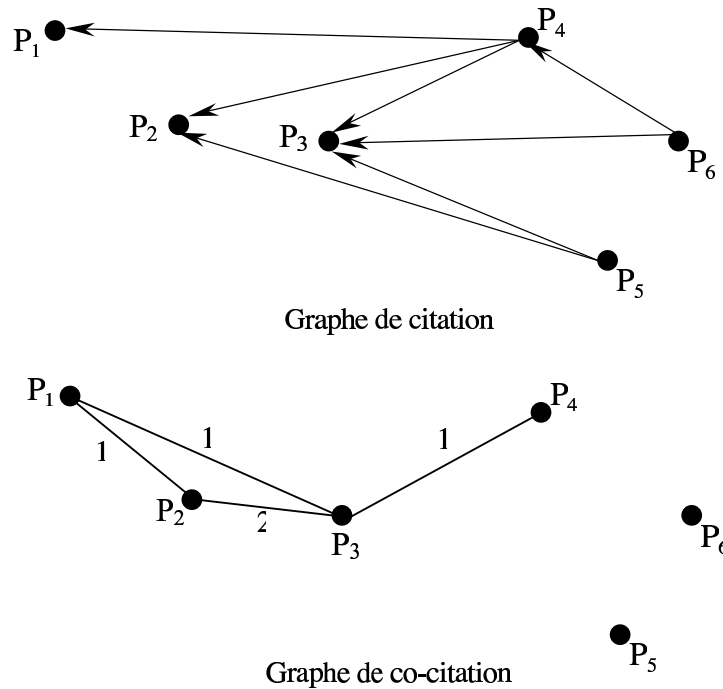 P₄
P₁
P₂
P₃
P₆
P₅
Graphe de citation
P₁
P₄
1
1
1
P₂
2
P₃
P₆
P₅
Graphe de co-citation